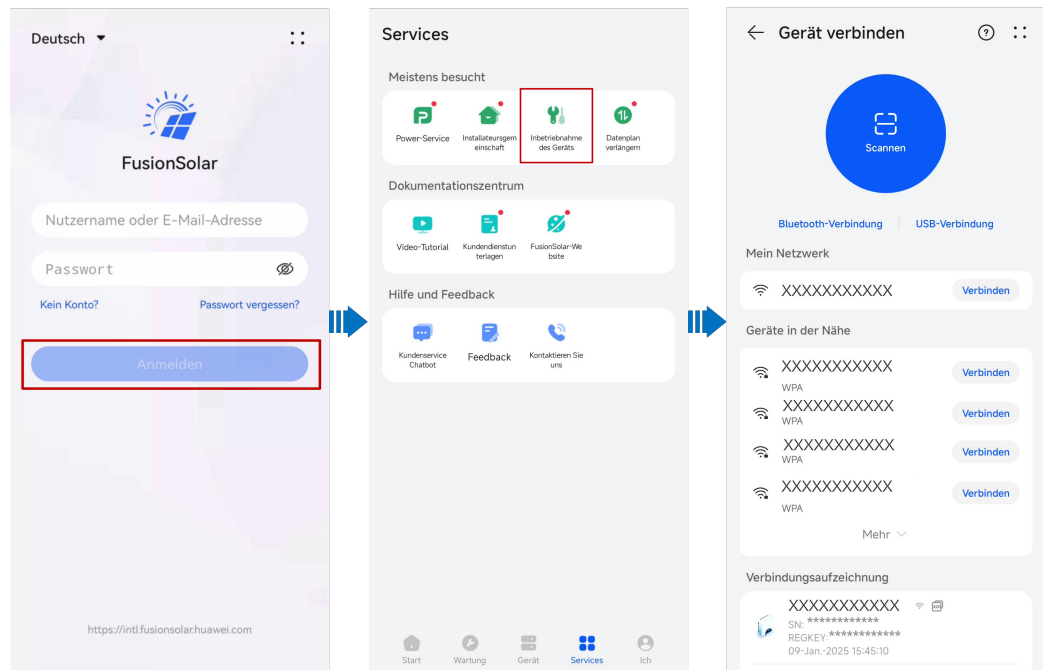 Deutsch
FusionSolar
Nutzername oder E-Mail-Adresse
Passwort
Kein Konto? Passwort vergessen?
Anmelden
https://intl.fusionsolar.huawei.com
Services
Meistens besucht
Power-Service
Installateursgem
einschaft
Inbetriebnahme
des Geräts
Datenplan
verlängern
Dokumentationszentrum
Video-Tutorial
Kundendienstun
terlagen
FusionSolar-We
bsite
Hilfe und Feedback
Kundenservice
Chatbot
Feedback
Kontaktieren Sie
uns
Start Wartung Gerät Services Ich
Gerät verbinden
Scannen
Bluetooth-Verbindung USB-Verbindung
Mein Netzwerk
XXXXXXXXXXX Verbinden
Geräte in der Nähe
XXXXXXXXXXX Verbinden
WPA
XXXXXXXXXXX Verbinden
WPA
XXXXXXXXXXX Verbinden
WPA
XXXXXXXXXXX Verbinden
WPA
Mehr
Verbindungsaufzeichnung
XXXXXXXXXXX
SN: ************
REGKEY:************
09-Jan.-2025 15:45:10